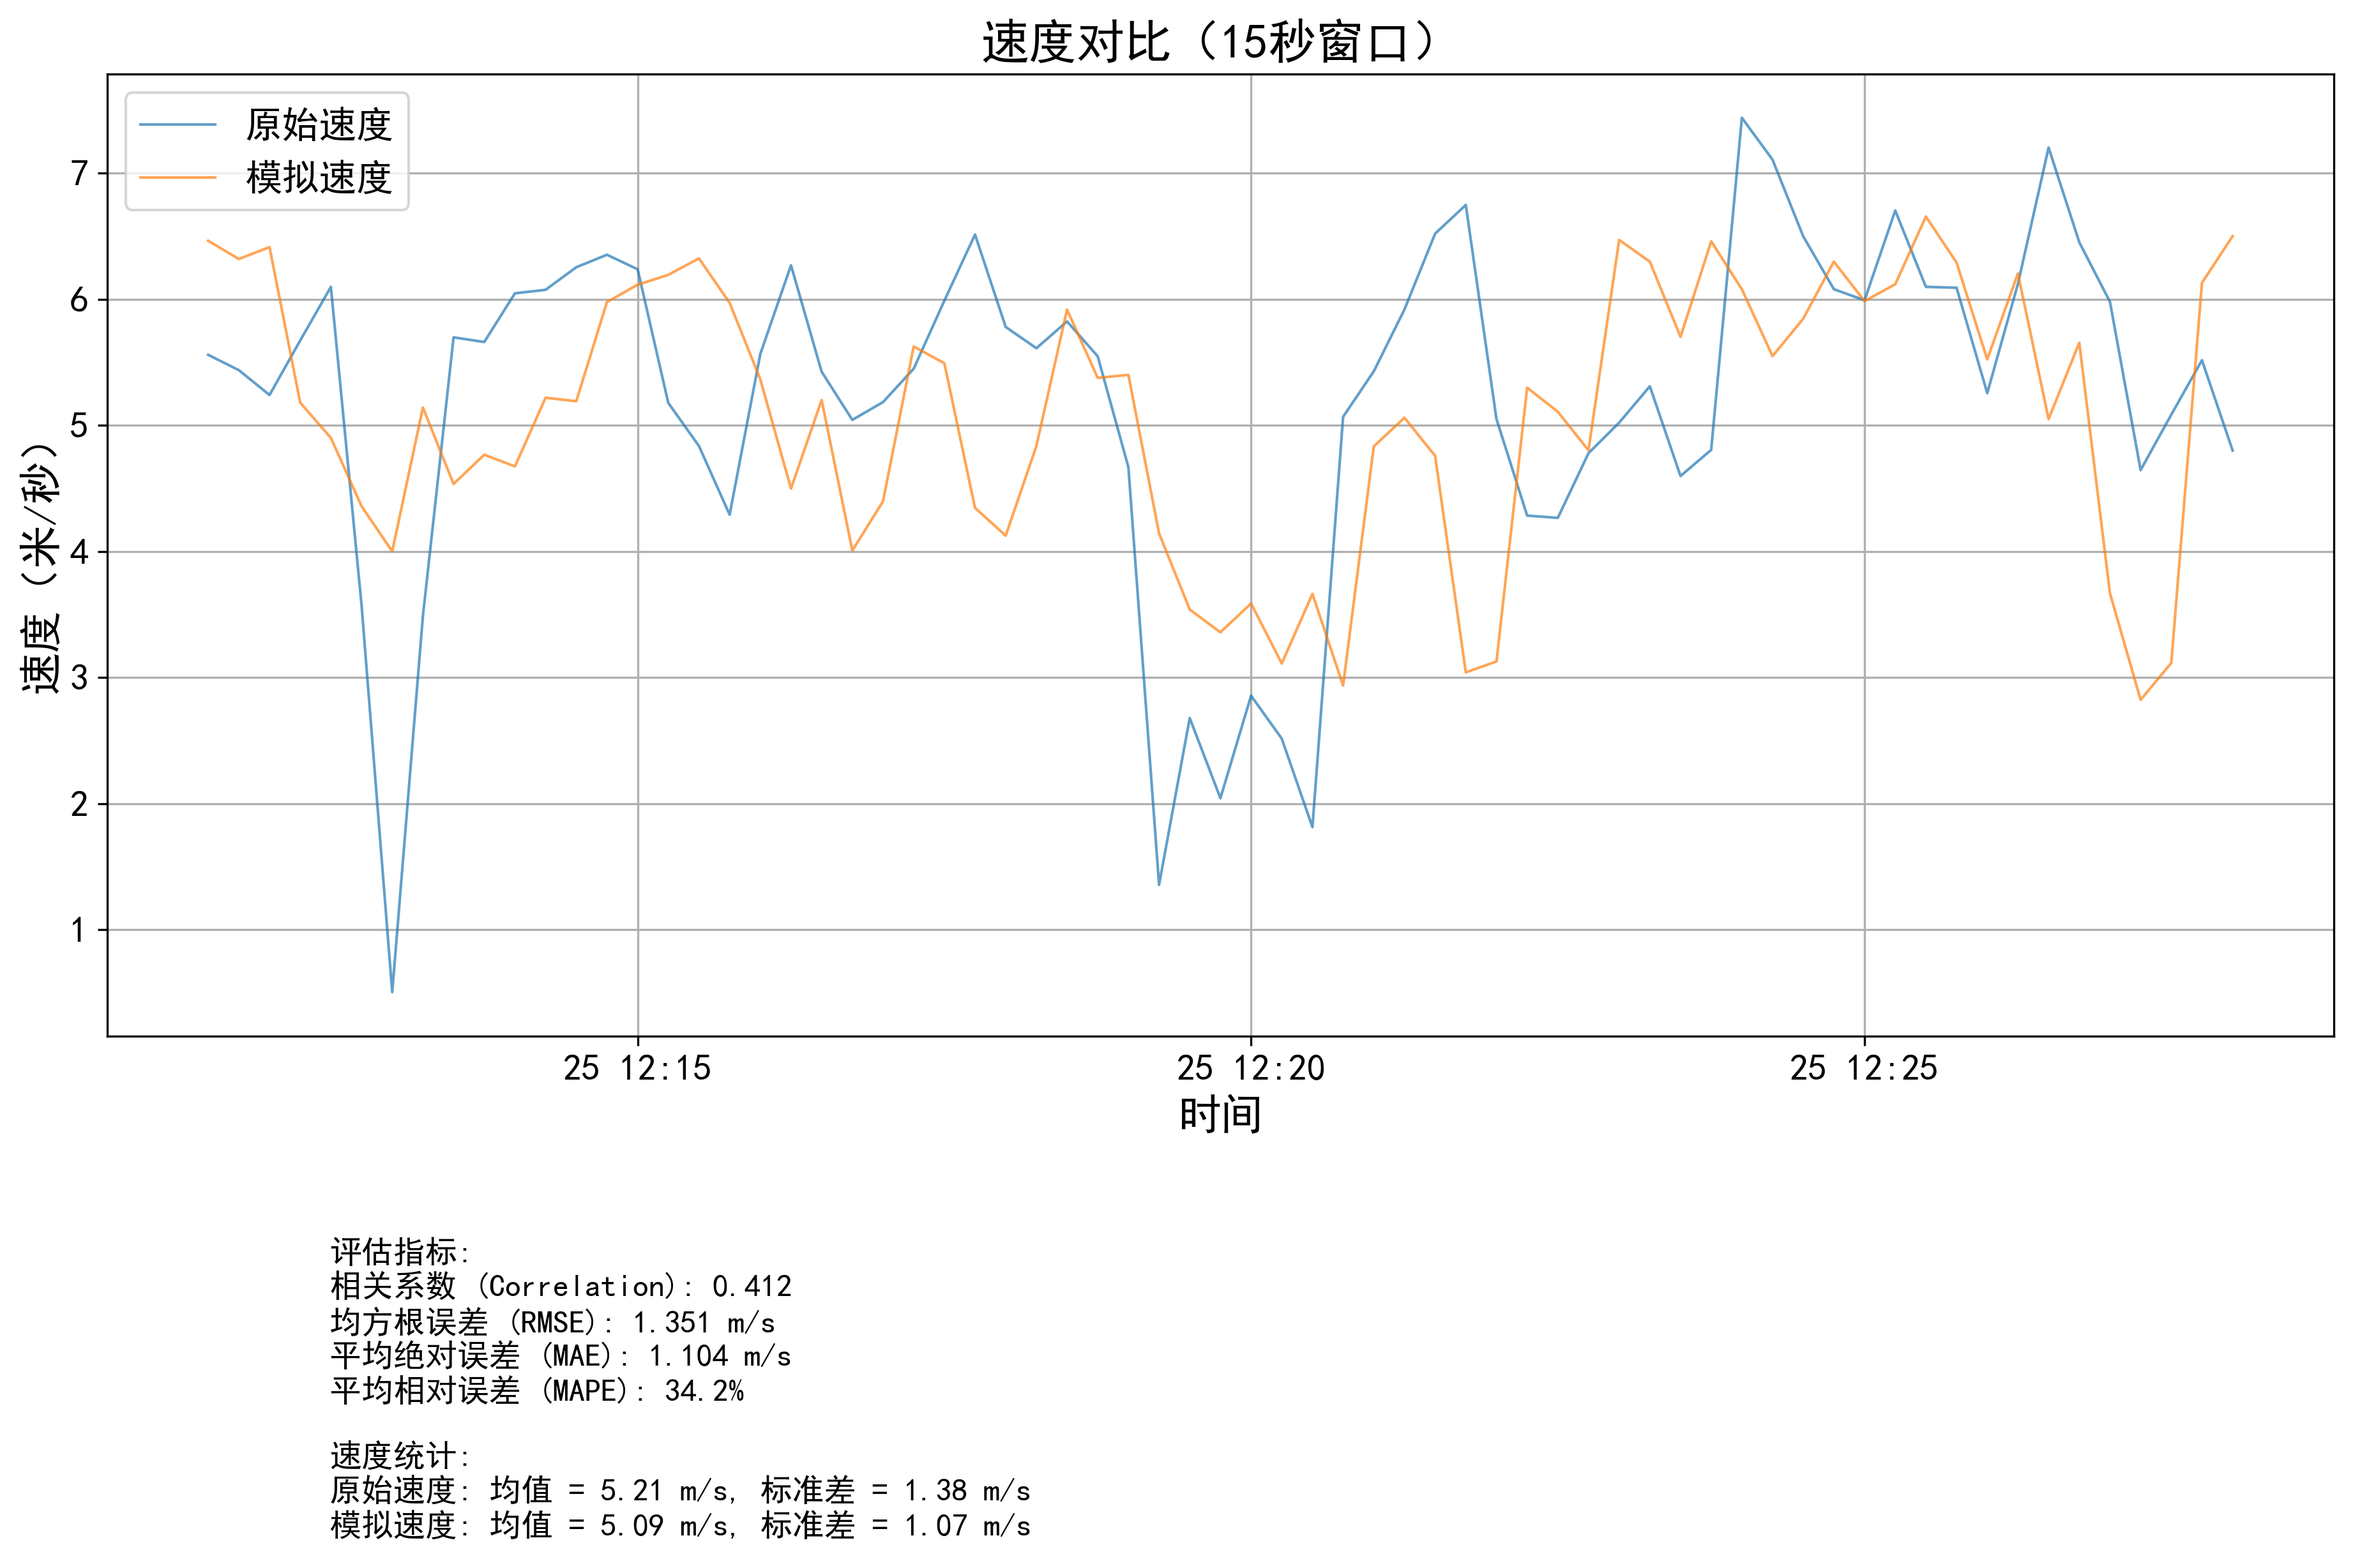 速度对比（15秒窗口）
原始速度
模拟速度
速度（米/秒）
7
6
5
4
3
2
1
25 12:15
25 12:20
25 12:25
时间
评估指标:
相关系数 (Correlation): 0.412
均方根误差 (RMSE): 1.351 m/s
平均绝对误差 (MAE): 1.104 m/s
平均相对误差 (MAPE): 34.2%
速度统计:
原始速度: 均值 = 5.21 m/s, 标准差 = 1.38 m/s
模拟速度: 均值 = 5.09 m/s, 标准差 = 1.07 m/s